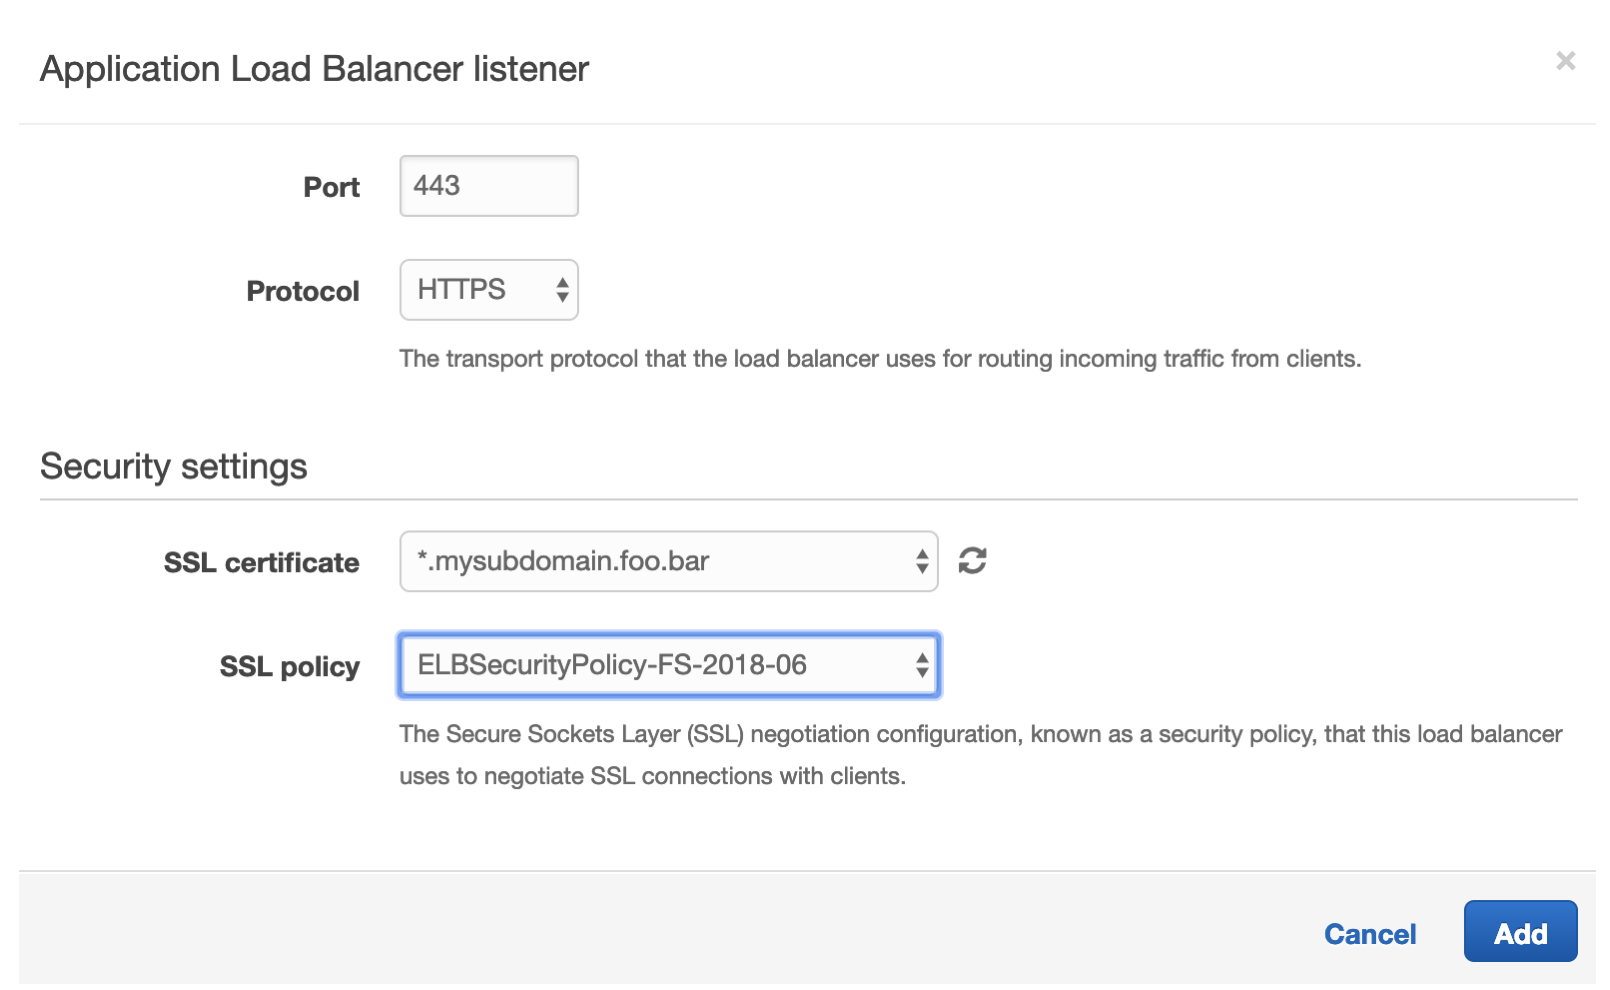 Application Load Balancer listener
×
Port
443
Protocol
HTTPS
The transport protocol that the load balancer uses for routing incoming traffic from clients.
Security settings
SSL certificate
*.mysubdomain.foo.bar
SSL policy
ELBSecurityPolicy-FS-2018-06
The Secure Sockets Layer (SSL) negotiation configuration, known as a security policy, that this load balancer
uses to negotiate SSL connections with clients.
Cancel
Add